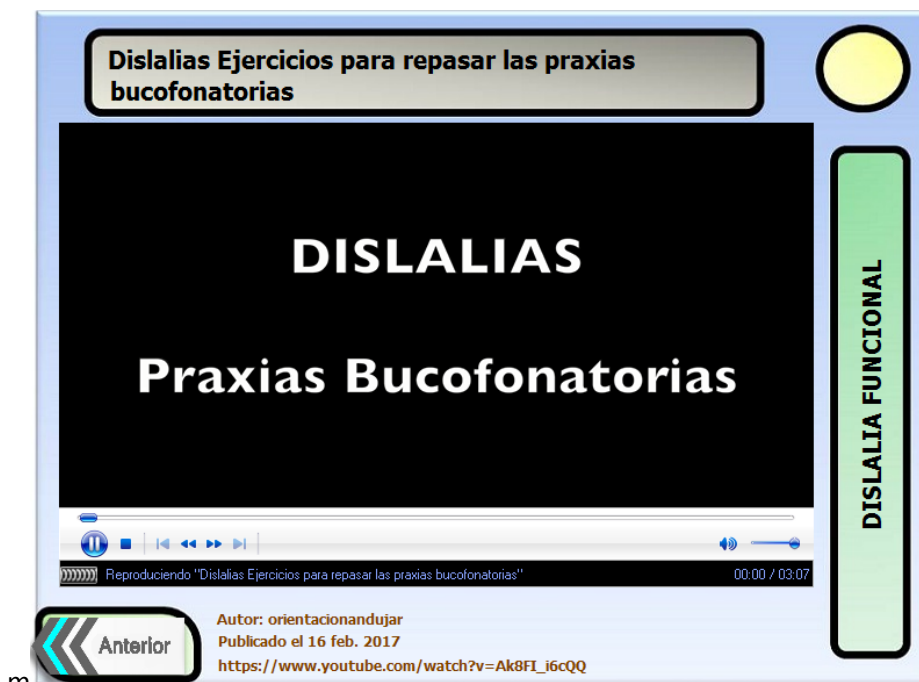 Dislalias Ejercicios para repasar las praxias
bucofonatorias
DISLALIAS
Praxias Bucofonatorias
DISLALIA FUNCIONAL
Reproduciendo "Dislalias Ejercicios para repasar las praxias bucofonatorias"
00:00 / 03:07
Anterior
Autor: orientacionandujar
Publicado el 16 feb. 2017
https://www.youtube.com/watch?v=Ak8FI_i6cQQ
m